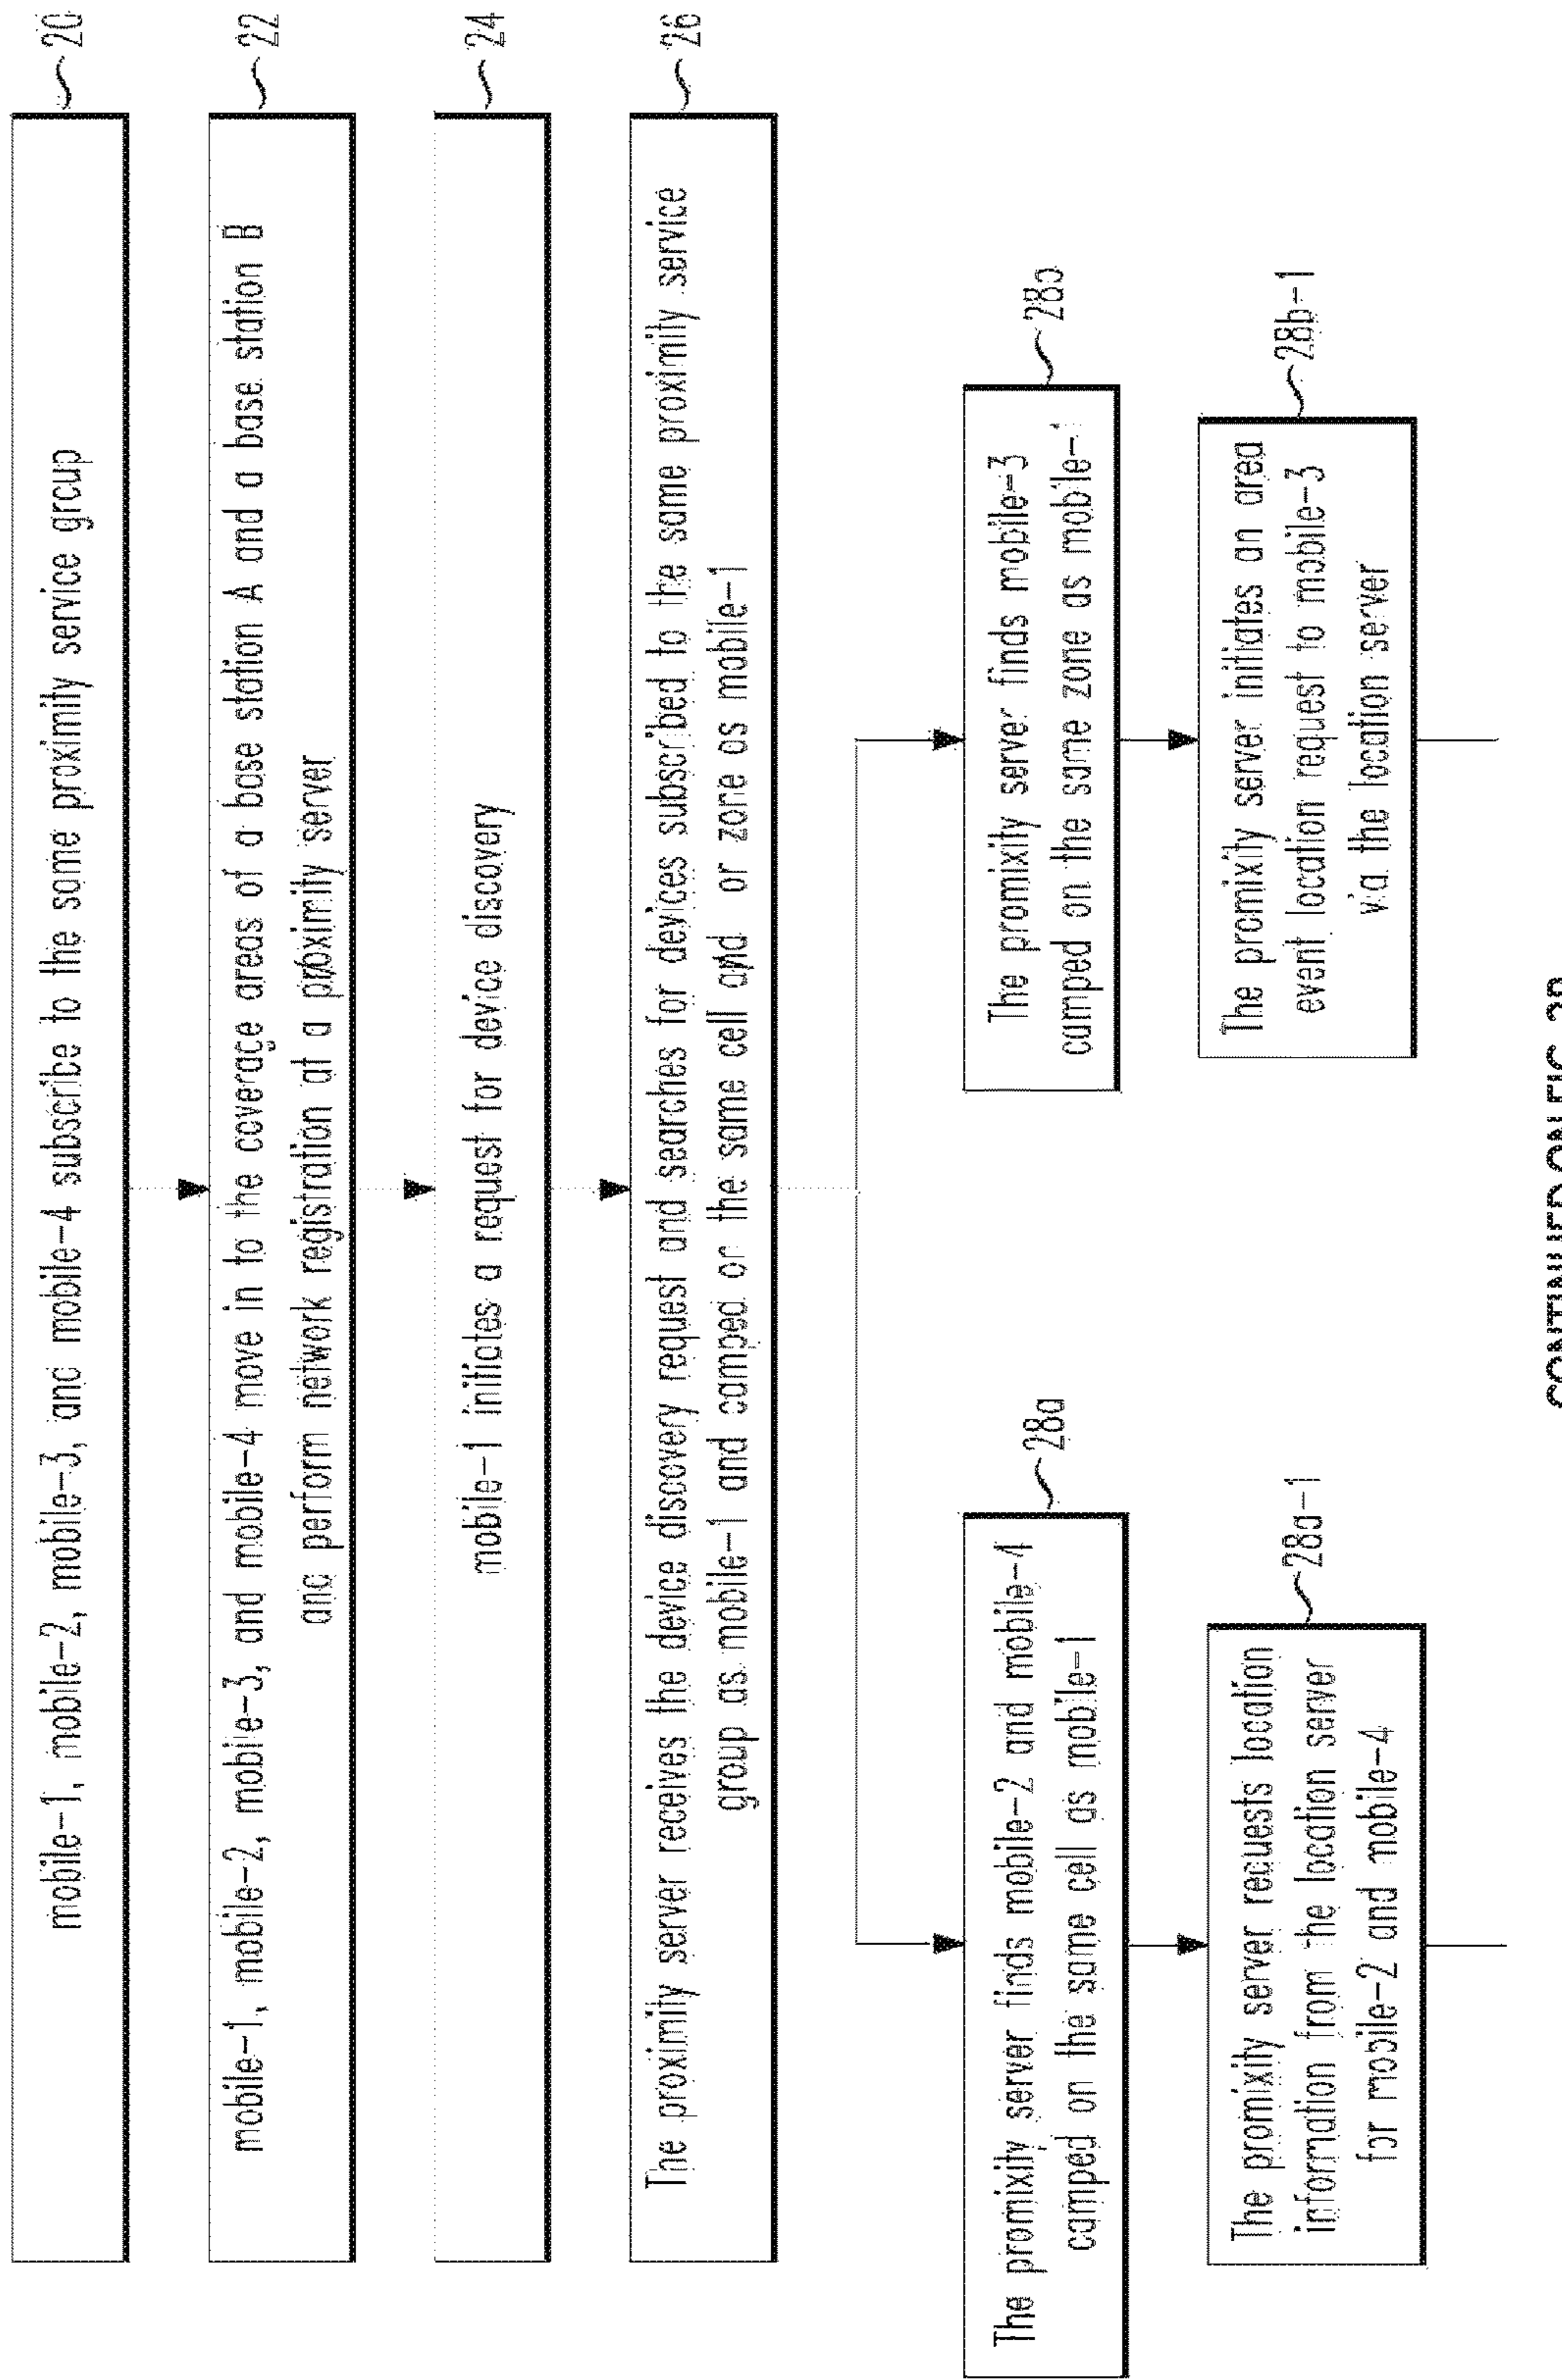 mobile-1, mobile-2, mobile-3, and mobile-4 subscribe to the same proximity service group
20
mobile-1, mobile-2, mobile-3, and mobile-4 move in to the coverage areas of a base station A and a base station B
and perform network registration at a proximity server
22
mobile-1 initiates a request for device discovery
24
The proximity server receives the device discovery request and searches for devices subscribed to the same proximity service
group as mobile-1 and camped on the same cell and or zone as mobile-1
26
The promixity server finds mobile-2 and mobile-4
camped on the same cell as mobile-1
28a
The promixity server requests location
information from the location server
for mobile-2 and mobile-4
28a-1
The promixity server finds mobile-3
camped on the same zone as mobile-1
28b
The promixity server initiates an area
event location request to mobile-3
via the location server
28b-1
CONTINUED ON FIG. 2B